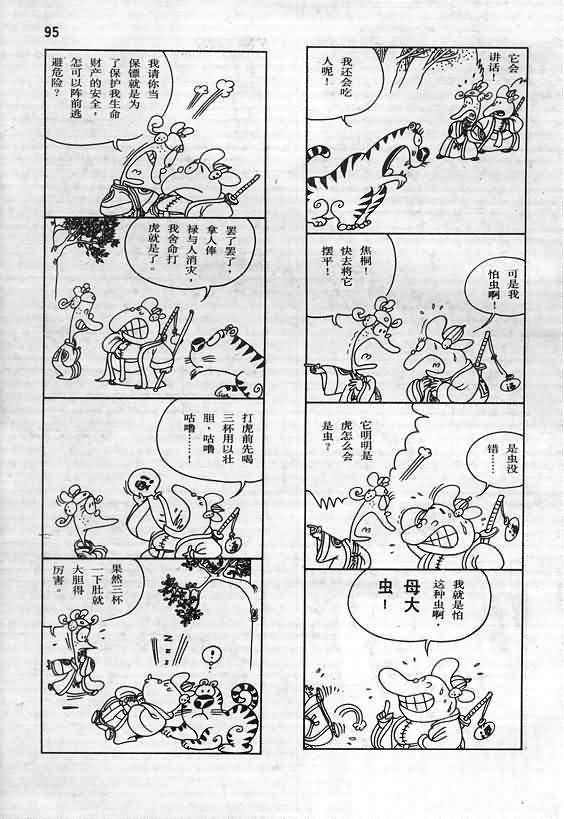 95
它会
讲话！
我还会吃
人呢！
焦桐！
快去将它
摆平！
可是我
怕虫啊！
它明明是
虎怎么会
是虫？
是虫没
错……
我就是怕
这种虫啊，
母大
虫！
我请你当
保镖就是为
了保护我生命
财产的安全，
怎可以阵前逃
避危险？
罢了罢了，
拿人俸
禄与人消灾，
我舍命打
虎就是了。
打虎前先喝
三杯用以壮
胆，咕噜
咕噜……！
果然三杯
一下肚就
大胆得
厉害。
z z z
！